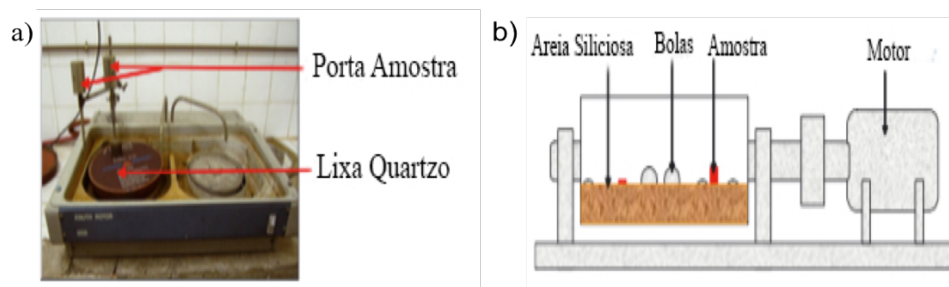 a)
Porta Amostra
Lixa Quartzo
b)
Areia Siliciosa
Bolas
Amostra
Motor